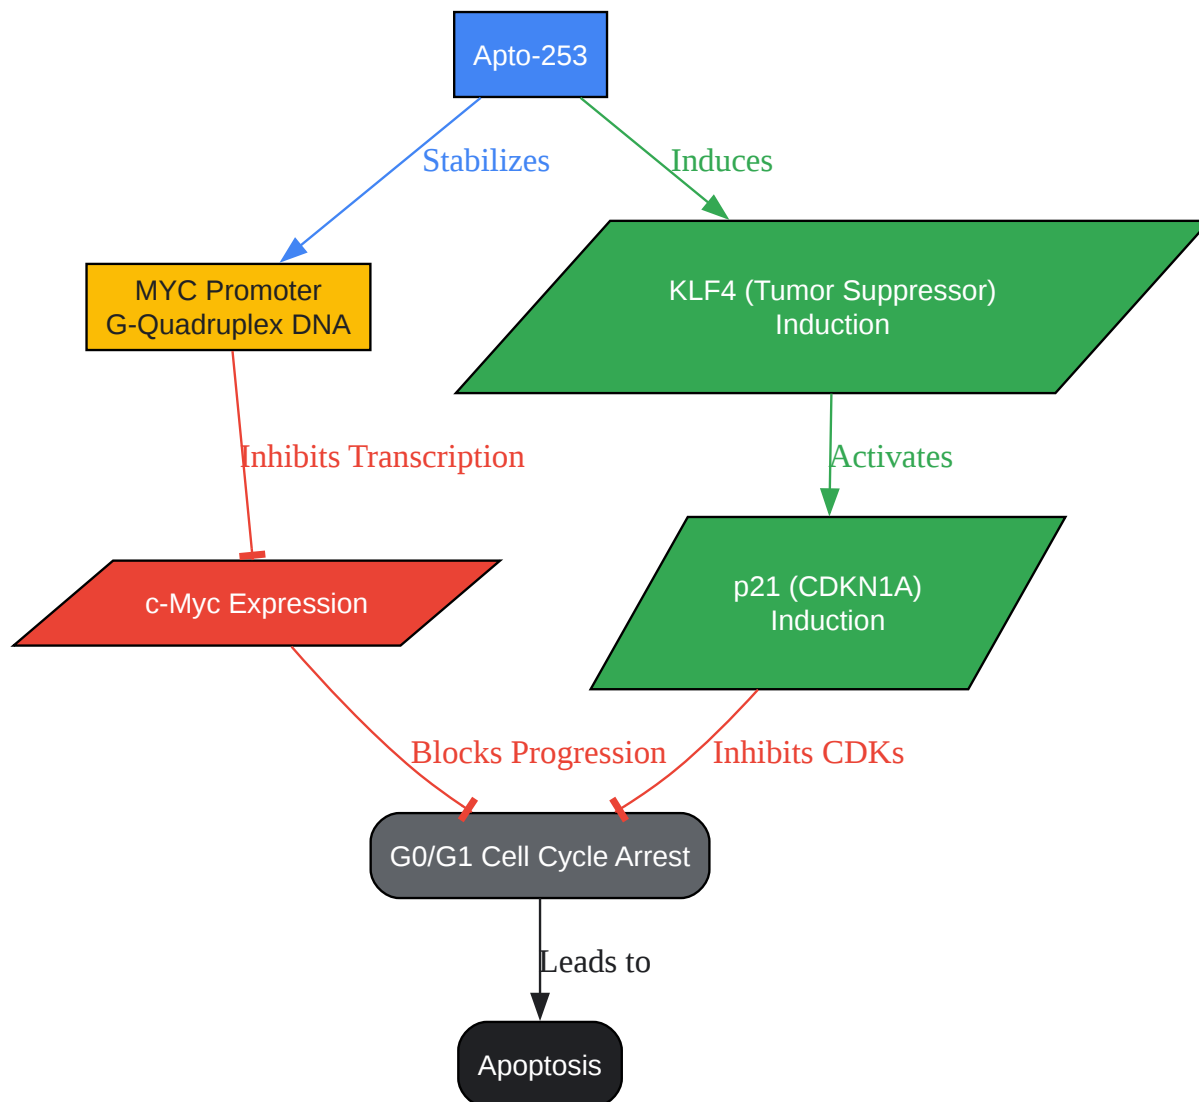 Apto-253
Stabilizes
Induces
MYC Promoter
G-Quadruplex DNA
KLF4 (Tumor Suppressor)
Induction
Inhibits Transcription
Activates
c-Myc Expression
p21 (CDKN1A)
Induction
Blocks Progression
Inhibits CDKs
G0/G1 Cell Cycle Arrest
Leads to
Apoptosis